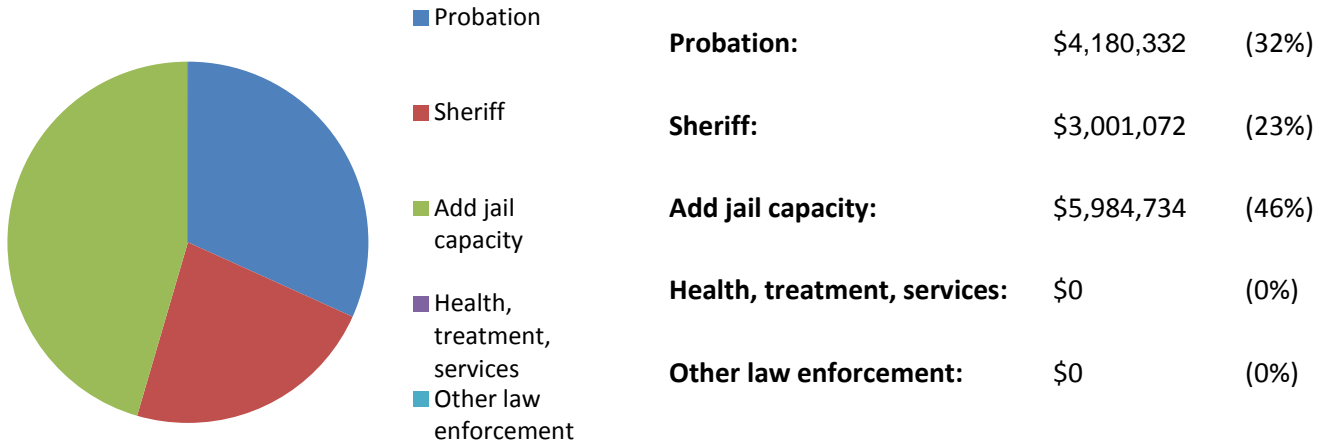 Probation
Sheriff
Add jail
capacity
Health,
treatment,
services
Other law
enforcement
Probation: $4,180,332 (32%)
Sheriff: $3,001,072 (23%)
Add jail capacity: $5,984,734 (46%)
Health, treatment, services: $0 (0%)
Other law enforcement: $0 (0%)